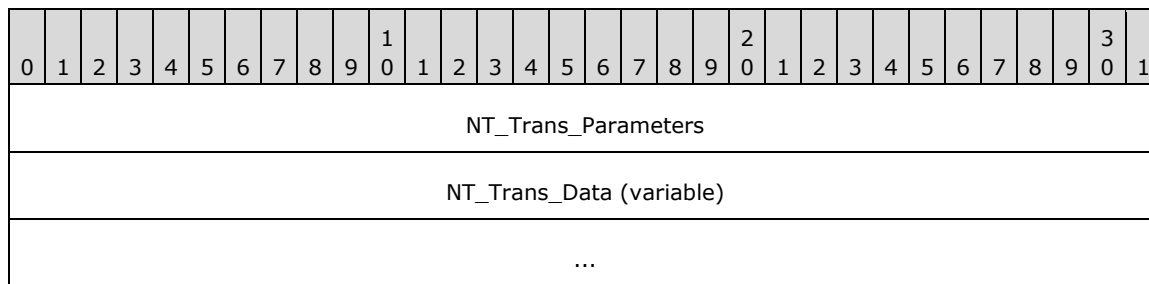 1 2 3
0 1 2 3 4 5 6 7 8 9 0 1 2 3 4 5 6 7 8 9 0 1 2 3 4 5 6 7 8 9 0 1
NT_Trans_Parameters
NT_Trans_Data (variable)
...